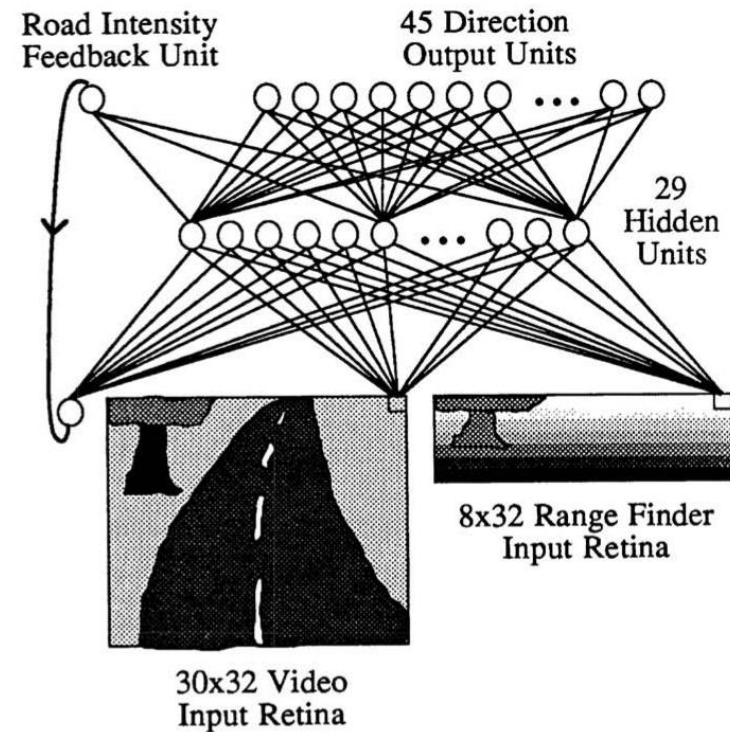 Road Intensity
Feedback Unit
45 Direction
Output Units
29
Hidden
Units
8x32 Range Finder
Input Retina
30x32 Video
Input Retina